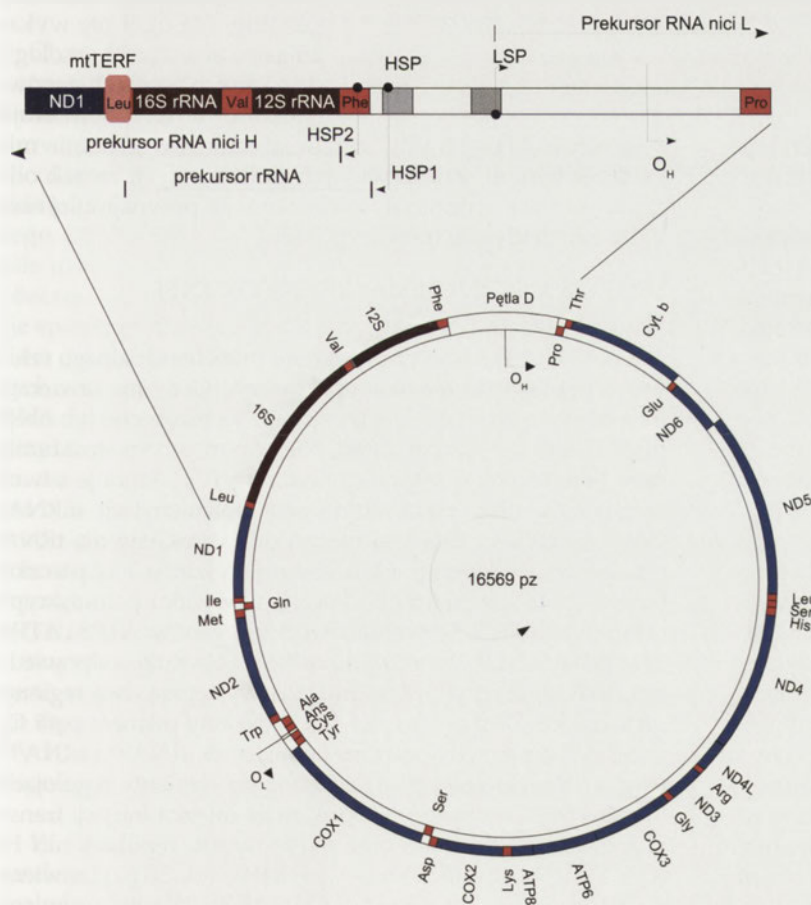 Prekursor RNA nici L
mtTERF
HSP
LSP
ND1
Leu
16S rRNA
Val
12S rRNA
Phe
Pro
prekursor RNA nici H
HSP2
O_H
prekursor rRNA
HSP1
Pętla D
Phe
12S
Val
16S
Leu
ND1
Ile
Met
Gln
ND2
Trp
Ala
Ans
Cys
Tyr
O_L
COX1
Ser
Asp
COX2
Lys
ATP8
ATP6
COX3
Gly
ND3
Arg
ND4L
ND4
His
Ser
Leu
ND5
ND6
Glu
Cyt. b
Thr
Pro
O_H
16569 pz